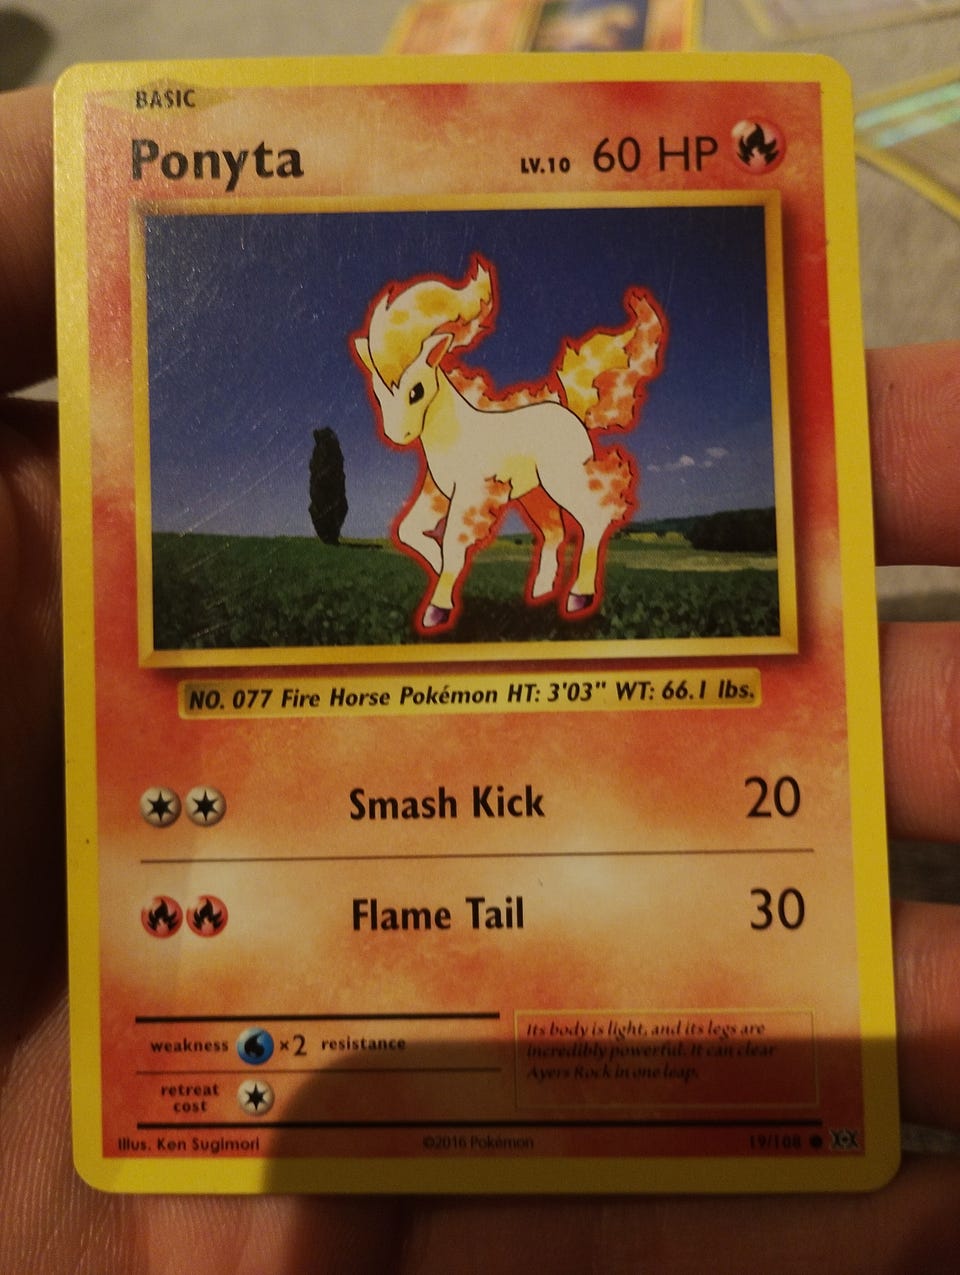 BASIC
Ponyta LV.10 60 HP
NO. 077 Fire Horse Pokémon HT: 3'03" WT: 66.1 lbs.
Smash Kick 20
Flame Tail 30
weakness ×2 resistance
retreat
cost
Its body is light, and its legs are
incredibly powerful. It can clear
Ayers Rock in one leap.
Illus. Ken Sugimori ©2016 Pokémon 19/108 XY